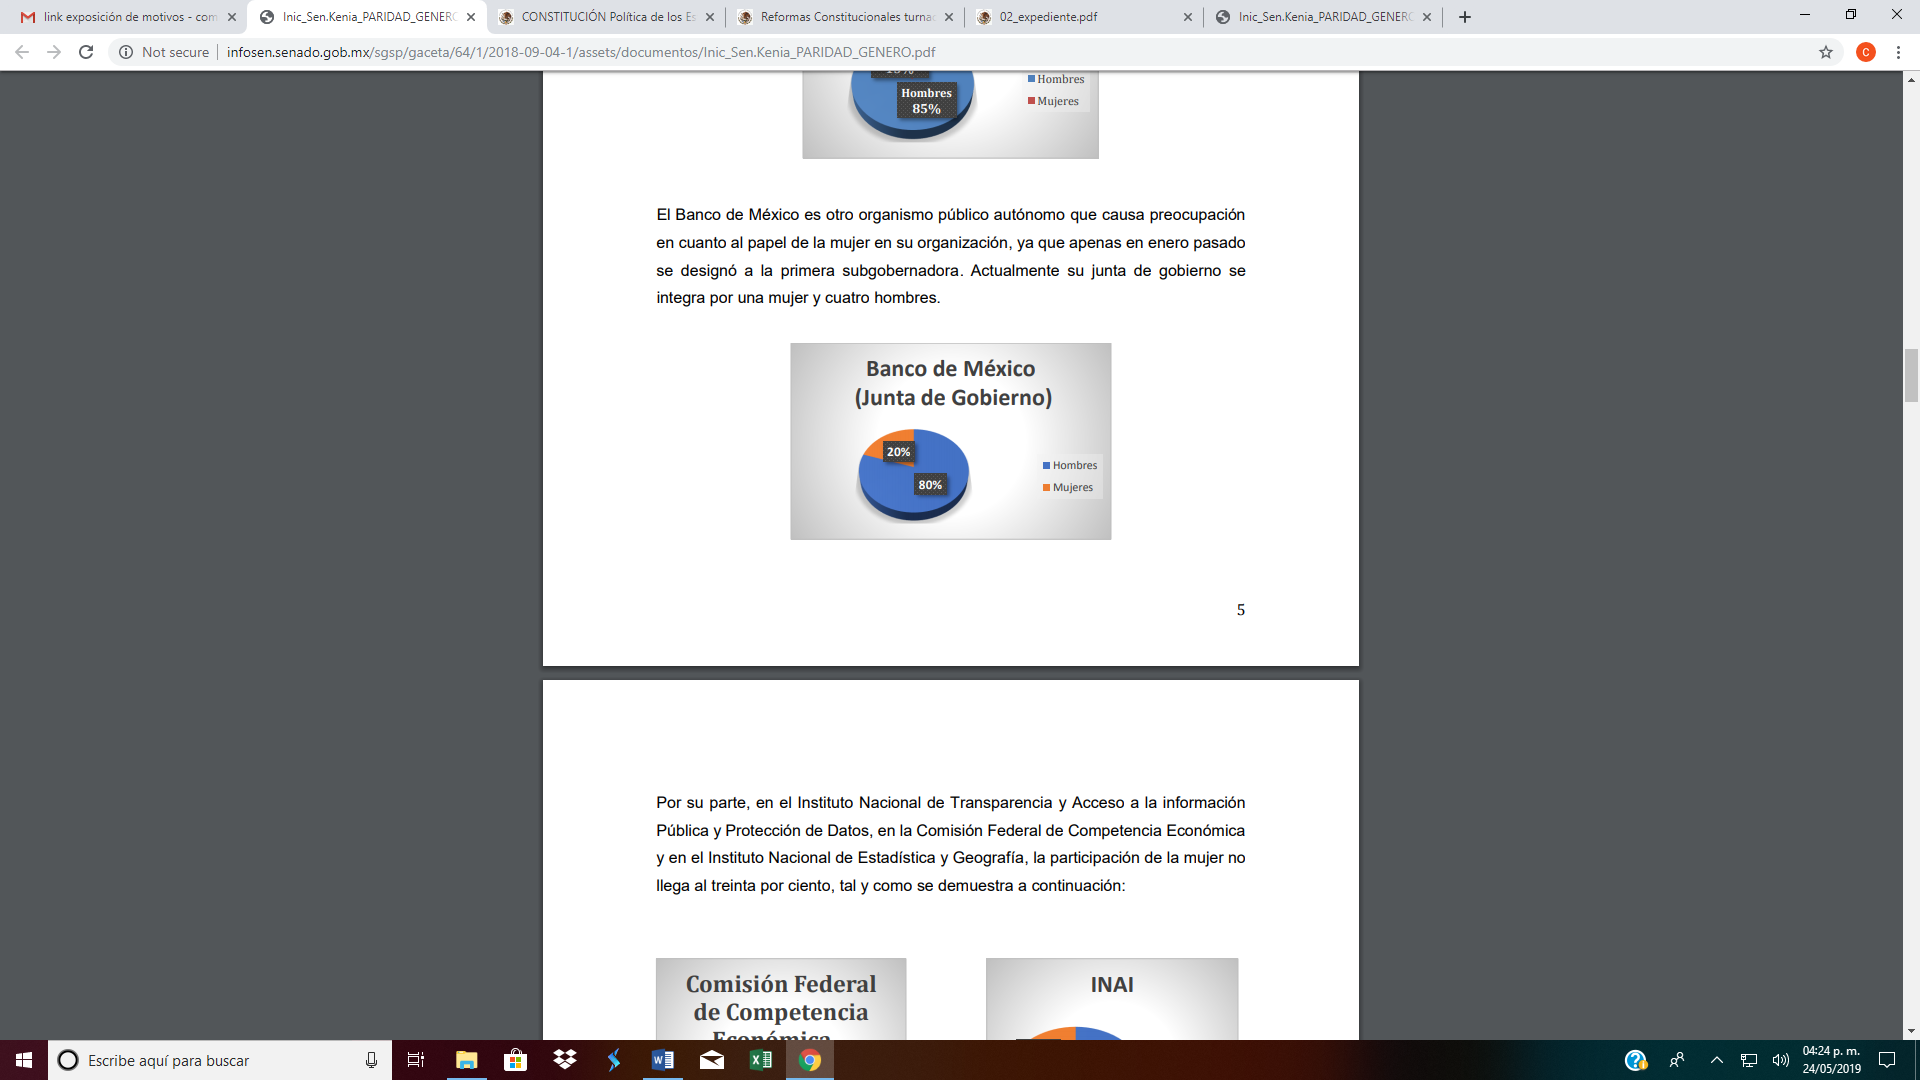 link exposición de motivos - com
Inic_Sen.Kenia_PARIDAD_GENERO
CONSTITUCIÓN Política de los Es
Reformas Constitucionales turna
02_expediente.pdf
Inic_Sen.Kenia_PARIDAD_GENERO
Not secure
infosen.senado.gob.mx/sgsp/gaceta/64/1/2018-09-04-1/assets/documentos/Inic_Sen.Kenia_PARIDAD_GENERO.pdf
C
Hombres
85%
Hombres
Mujeres
El Banco de México es otro organismo público autónomo que causa preocupación
en cuanto al papel de la mujer en su organización, ya que apenas en enero pasado
se designó a la primera subgobernadora. Actualmente su junta de gobierno se
integra por una mujer y cuatro hombres.
Banco de México
(Junta de Gobierno)
20%
80%
Hombres
Mujeres
5
Por su parte, en el Instituto Nacional de Transparencia y Acceso a la información
Pública y Protección de Datos, en la Comisión Federal de Competencia Económica
y en el Instituto Nacional de Estadística y Geografía, la participación de la mujer no
llega al treinta por ciento, tal y como se demuestra a continuación:
Comisión Federal
de Competencia
Económica
INAI
Escribe aquí para buscar
04:24 p. m.
24/05/2019